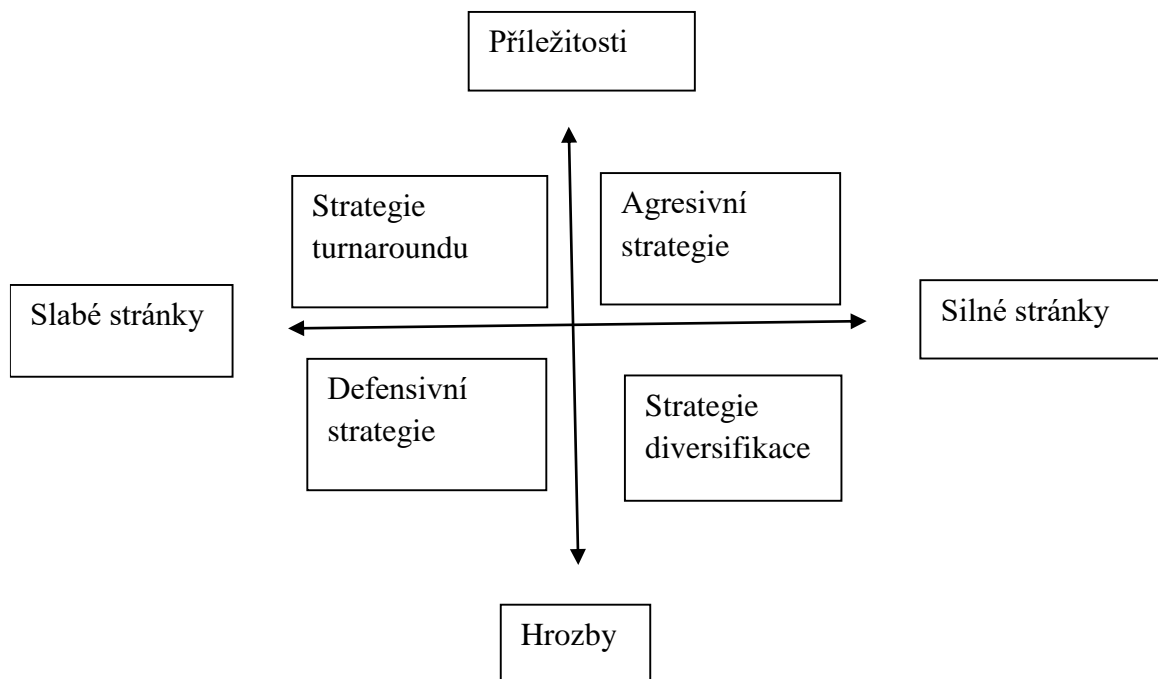 Příležitosti
Strategie
turnaroundu
Agresivní
strategie
Slabé stránky
Silné stránky
Defensivní
strategie
Strategie
diversifikace
Hrozby